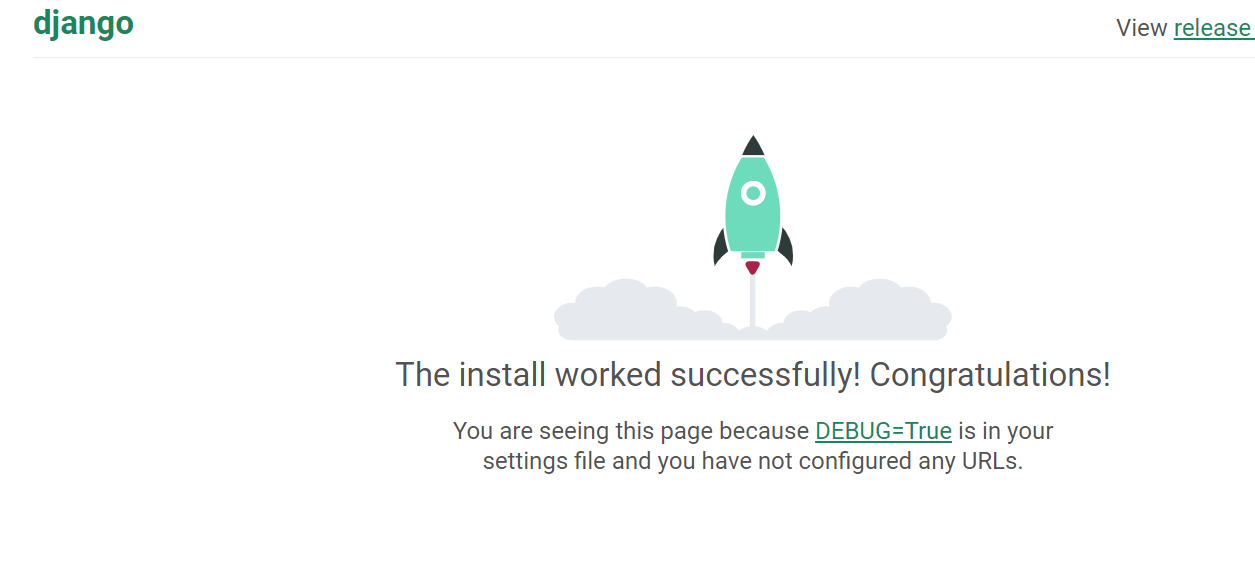 django
View release
The install worked successfully! Congratulations!
You are seeing this page because DEBUG=True is in your
settings file and you have not configured any URLs.